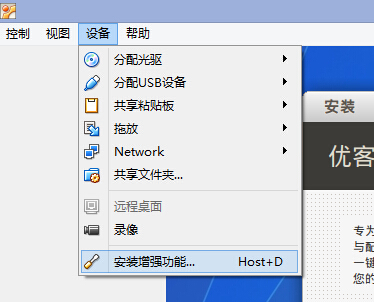 控制 视图 设备 帮助
分配光驱
分配USB设备
共享粘贴板
拖放
Network
共享文件夹...
远程桌面
录像
安装增强功能... Host+D
安装
优客
专为
与配
一键
您的